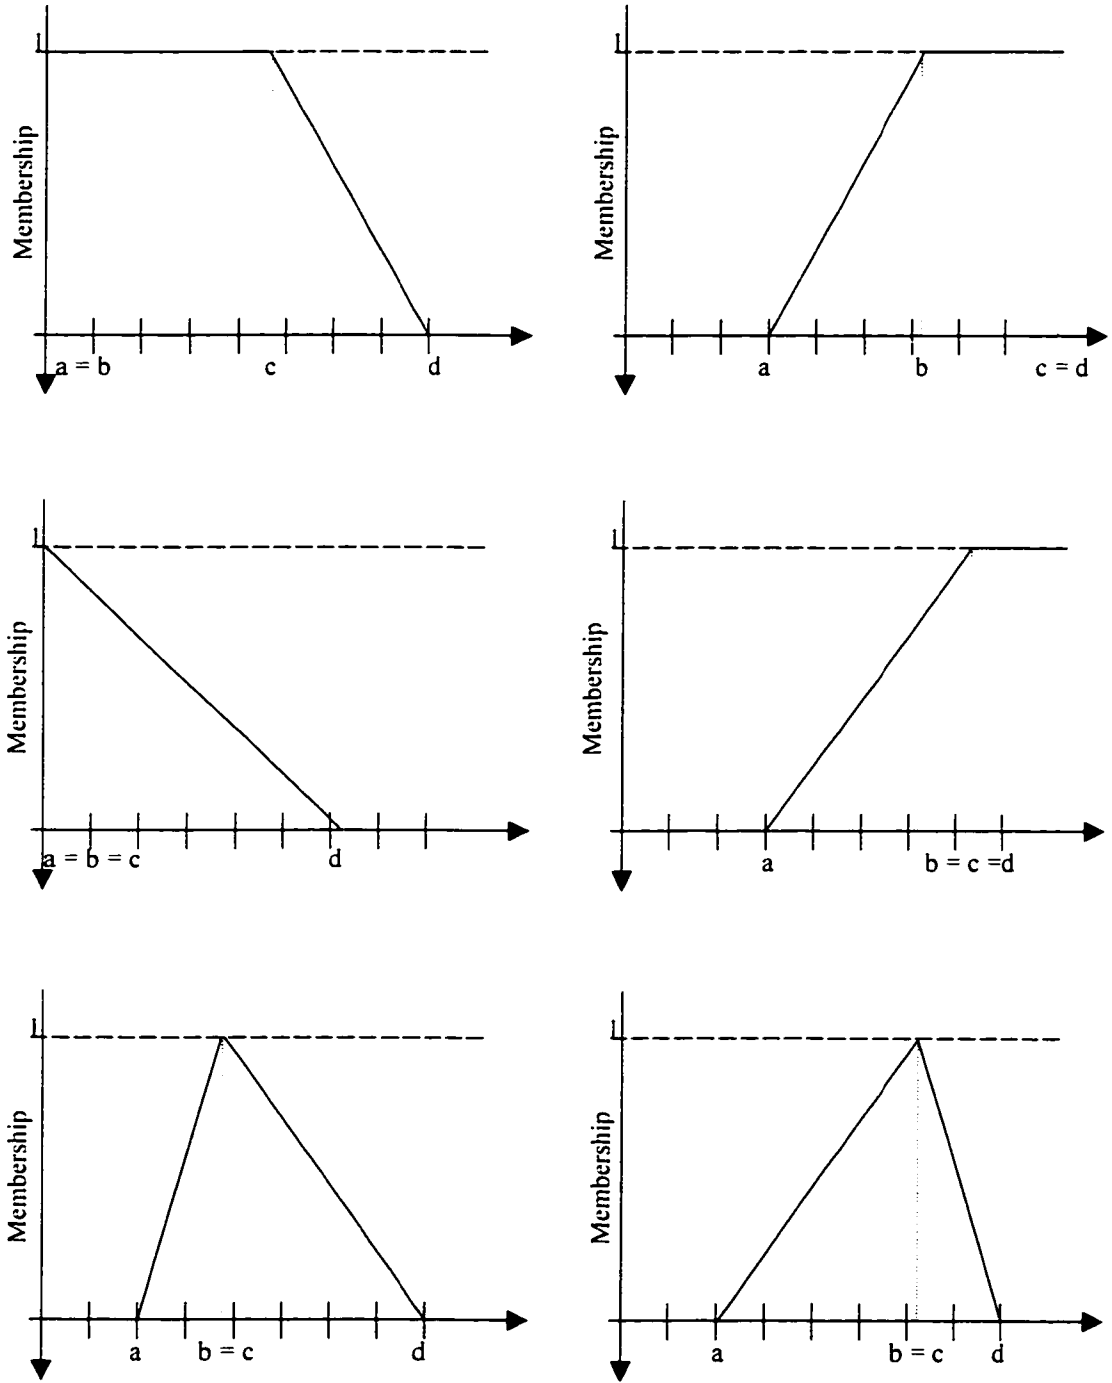 1
Membership
a = b c d
1
Membership
a b c = d
1
Membership
a = b = c d
1
Membership
a b = c =d
1
Membership
a b = c d
1
Membership
a b = c d